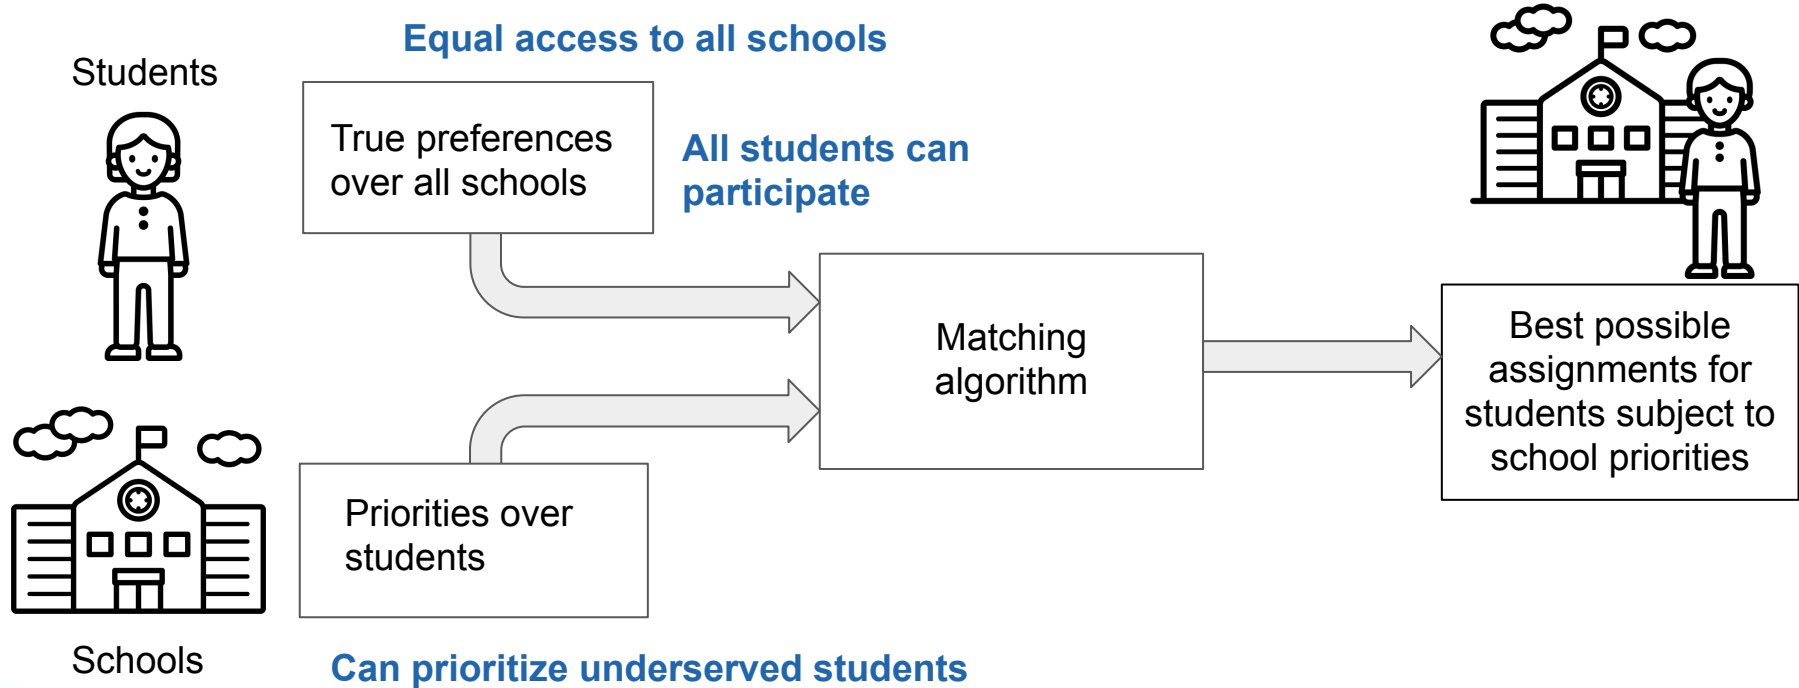 Equal access to all schools
Students
True preferences
over all schools
All students can
participate
Matching
algorithm
Best possible
assignments for
students subject to
school priorities
Priorities over
students
Schools
Can prioritize underserved students